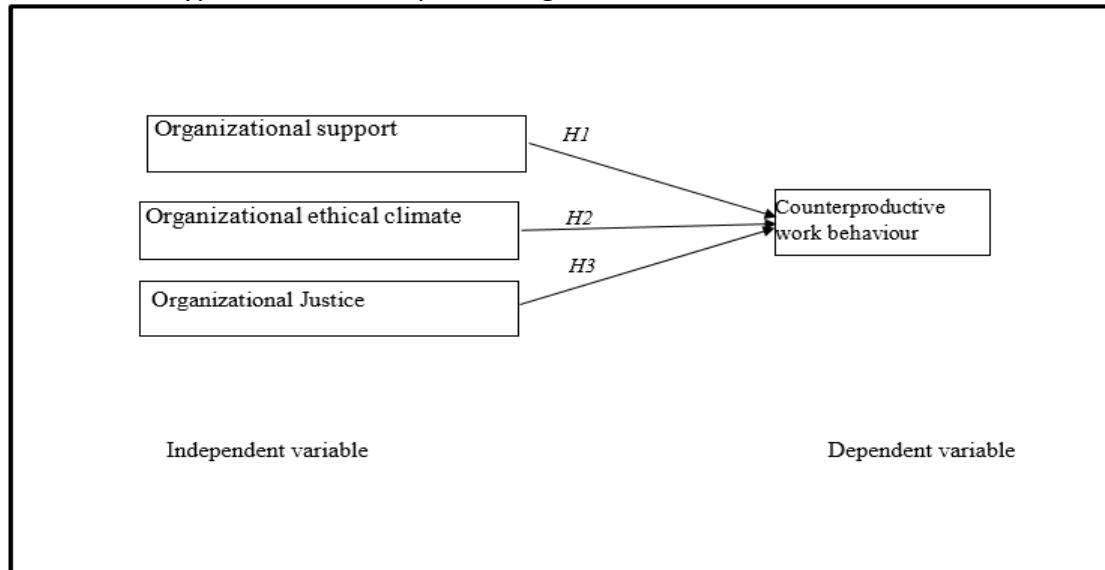 Organizational support
H1
Organizational ethical climate
H2
Counterproductive
work behaviour
H3
Organizational Justice
Independent variable
Dependent variable